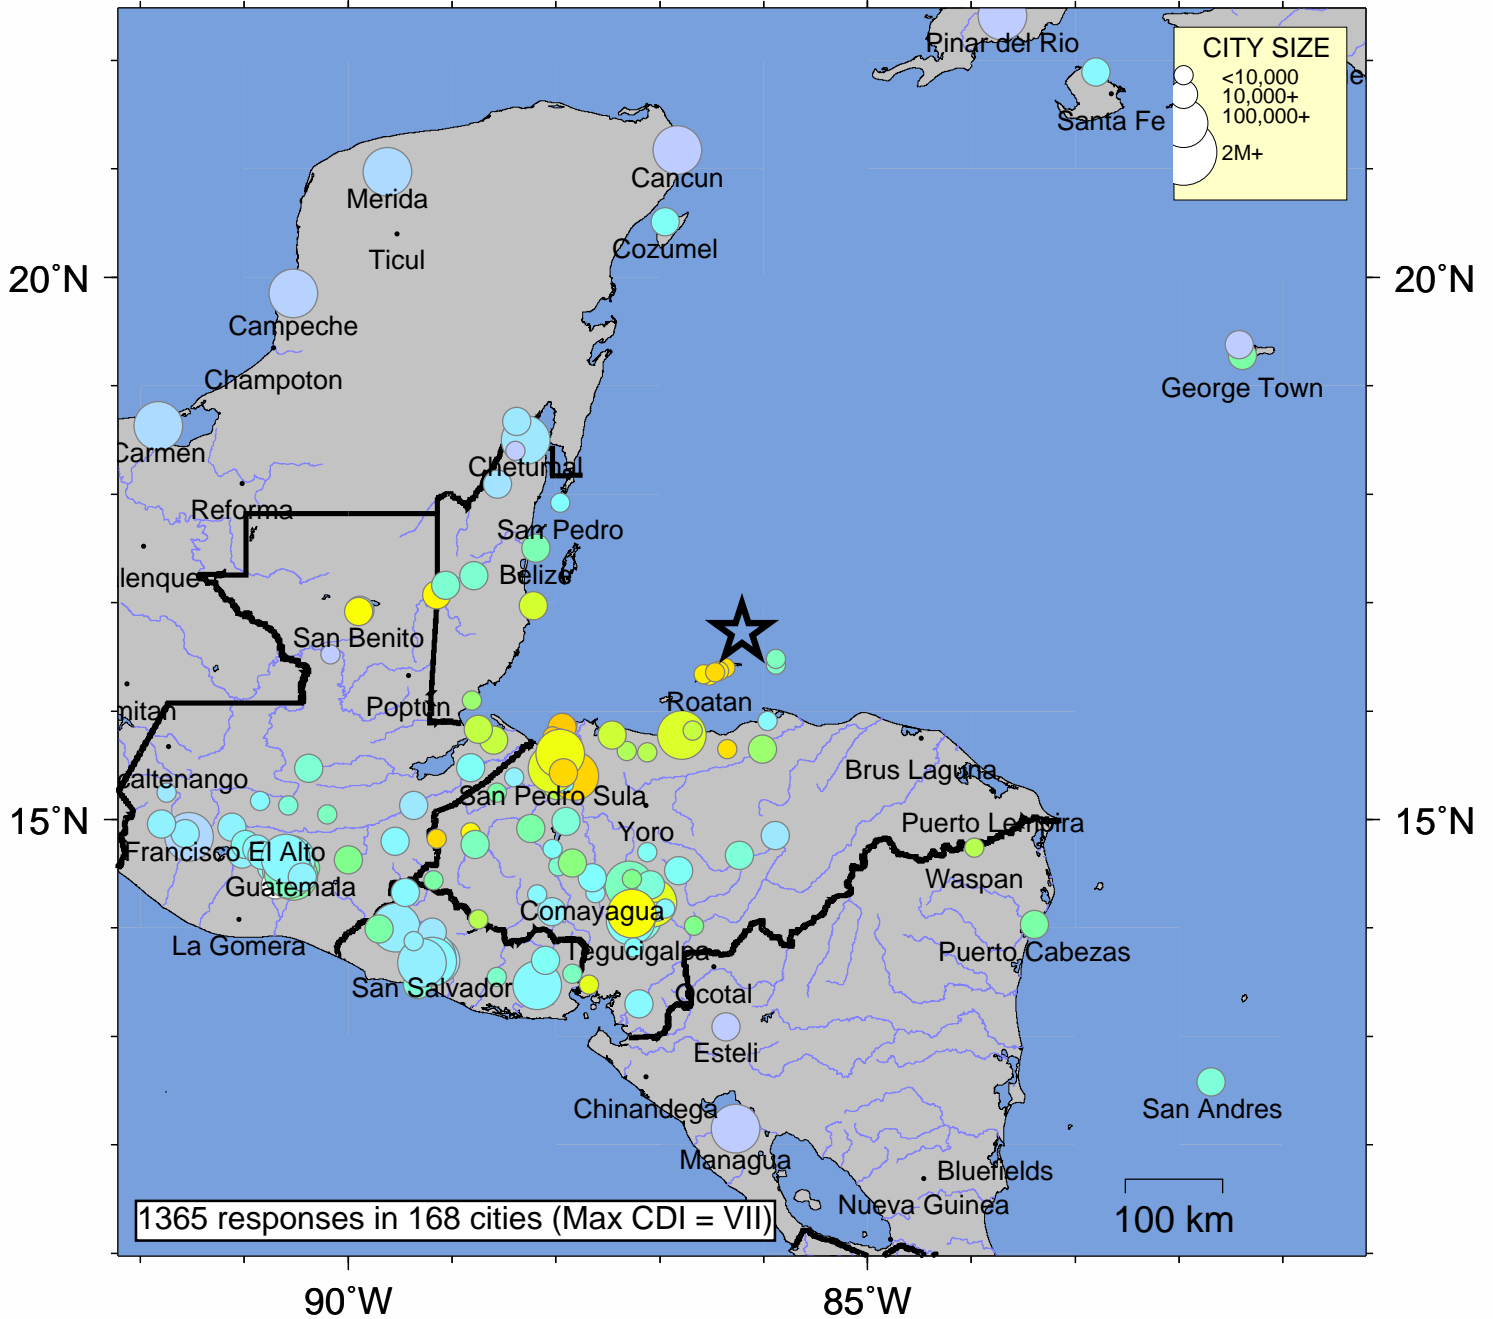 Pinar del Rio
CITY SIZE
<10,000
10,000+
100,000+
2M+
e
Santa Fe
Cancun
Merida
Cozumel
Ticul
20˚N
20˚N
Campeche
Champoton
George Town
Carmen
Chetumal
Reforma
San Pedro
Belize
lenque
San Benito
Roatan
Poptun
mitan
Brus Laguna
caltenango
San Pedro Sula
15˚N
15˚N
Puerto Lempira
Yoro
Francisco El Alto
Waspan
Guatemala
Comayagua
La Gomera
Tegucigalpa
Puerto Cabezas
San Salvador
Ocotal
Esteli
Chinandega
San Andres
Managua
Bluefields
Nueva Guinea
1365 responses in 168 cities (Max CDI = VII)
100 km
90˚W
85˚W